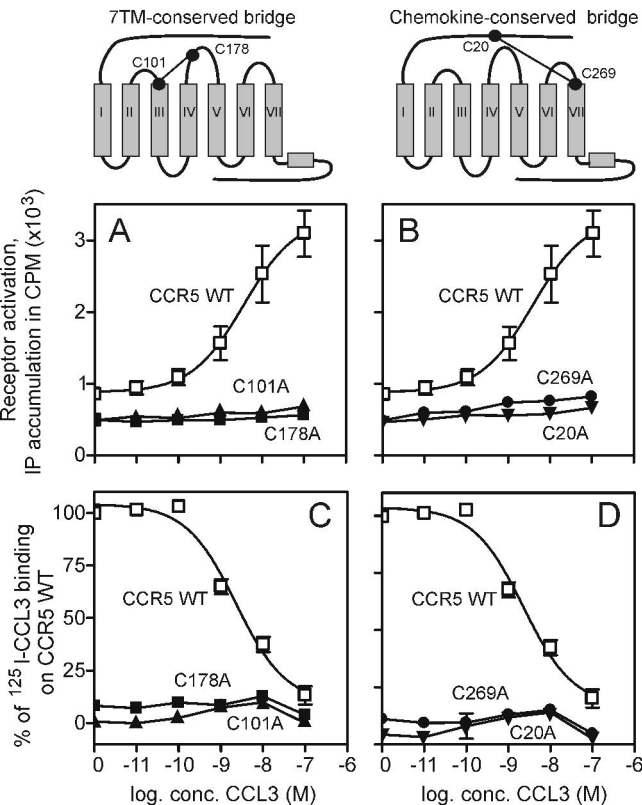 7TM-conserved bridge
Chemokine-conserved bridge
C101
C178
C20
C269
I II III IV V VI VII
I II III IV V VI VII
Receptor activation,
IP accumulation in CPM (x10³)
3
2
1
0
A
CCR5 WT
C101A
C178A
B
CCR5 WT
C269A
C20A
% of ¹²⁵I-CCL3 binding
on CCR5 WT
100
75
50
25
0
C
CCR5 WT
C178A
C101A
D
CCR5 WT
C269A
C20A
0 -11 -10 -9 -8 -7 -6
0 -11 -10 -9 -8 -7 -6
log. conc. CCL3 (M)
log. conc. CCL3 (M)